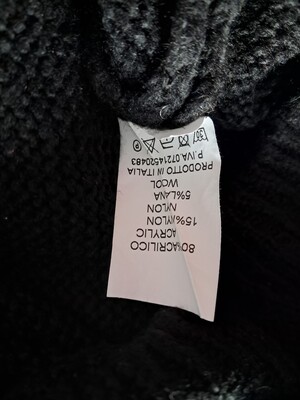 80%ACRILICO
ACRYLIC
15%NYLON
NYLON
5%LANA
WOOL
PRODOTTO IN ITALIA
P.IVA.07214520483